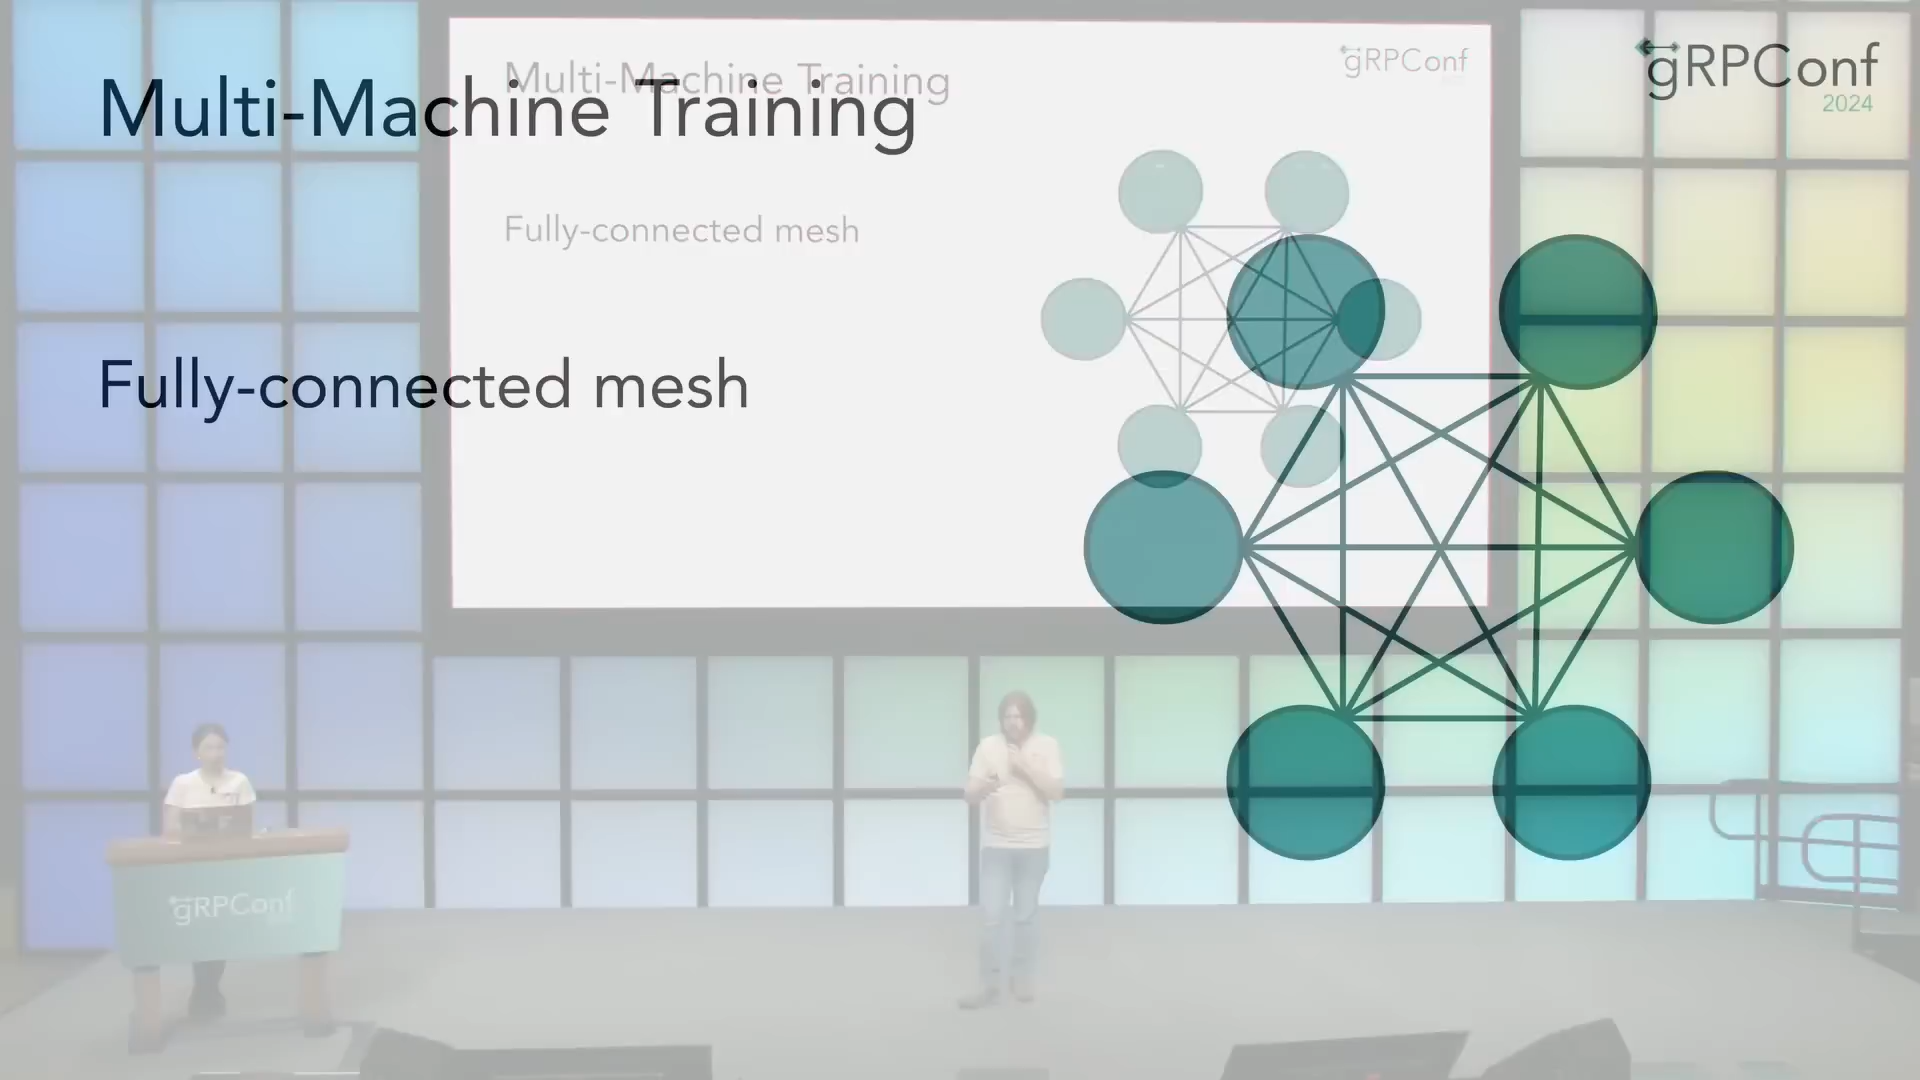 Multi-Machine Training
gRPConf
2024
Fully-connected mesh
Multi-Machine Training
gRPConf
Fully-connected mesh
gRPConf